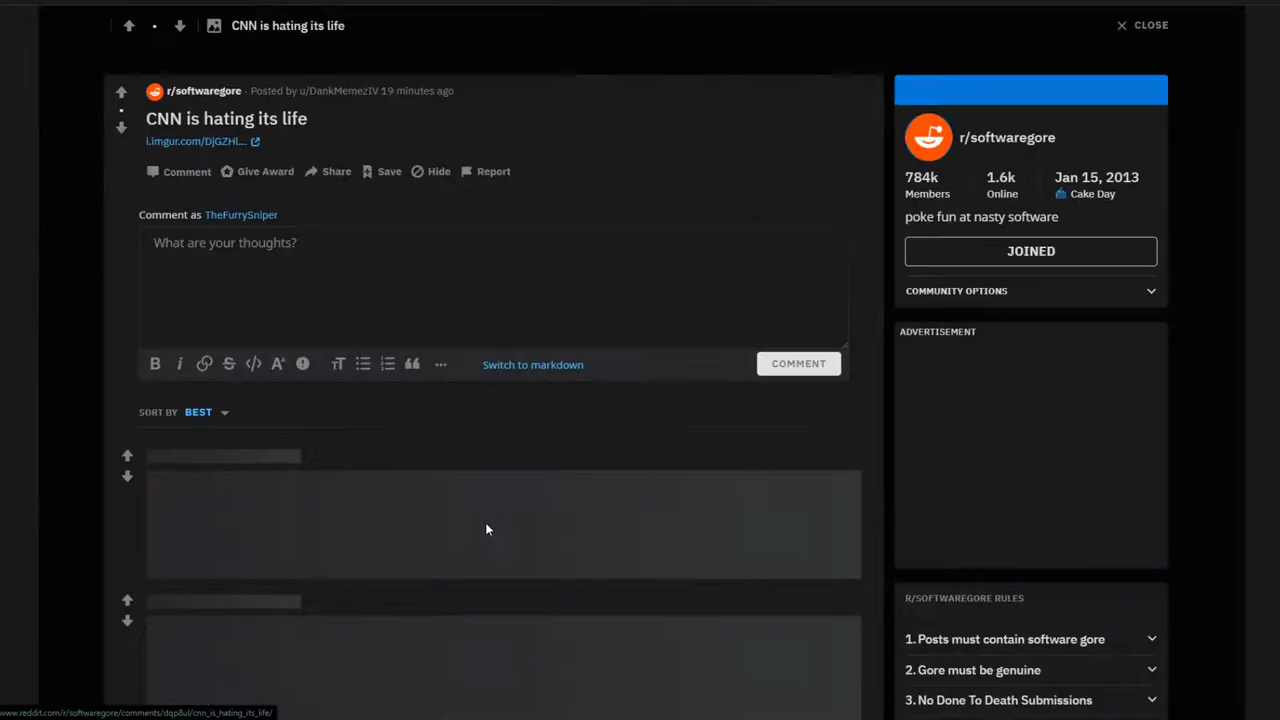 CNN is hating its life
CLOSE
r/softwaregore · Posted by u/DankMemezIV 19 minutes ago
CNN is hating its life
i.imgur.com/DjGZHl...
Comment Give Award Share Save Hide Report
Comment as TheFurrySniper
What are your thoughts?
B i S </> A TT ...
Switch to markdown
COMMENT
SORT BY BEST
r/softwaregore
784k 1.6k Jan 15, 2013
Members Online Cake Day
poke fun at nasty software
JOINED
COMMUNITY OPTIONS
ADVERTISEMENT
R/SOFTWAREGORE RULES
1. Posts must contain software gore
2. Gore must be genuine
3. No Done To Death Submissions
www.reddit.com/r/softwaregore/comments/dqp8ul/cnn_is_hating_its_life/